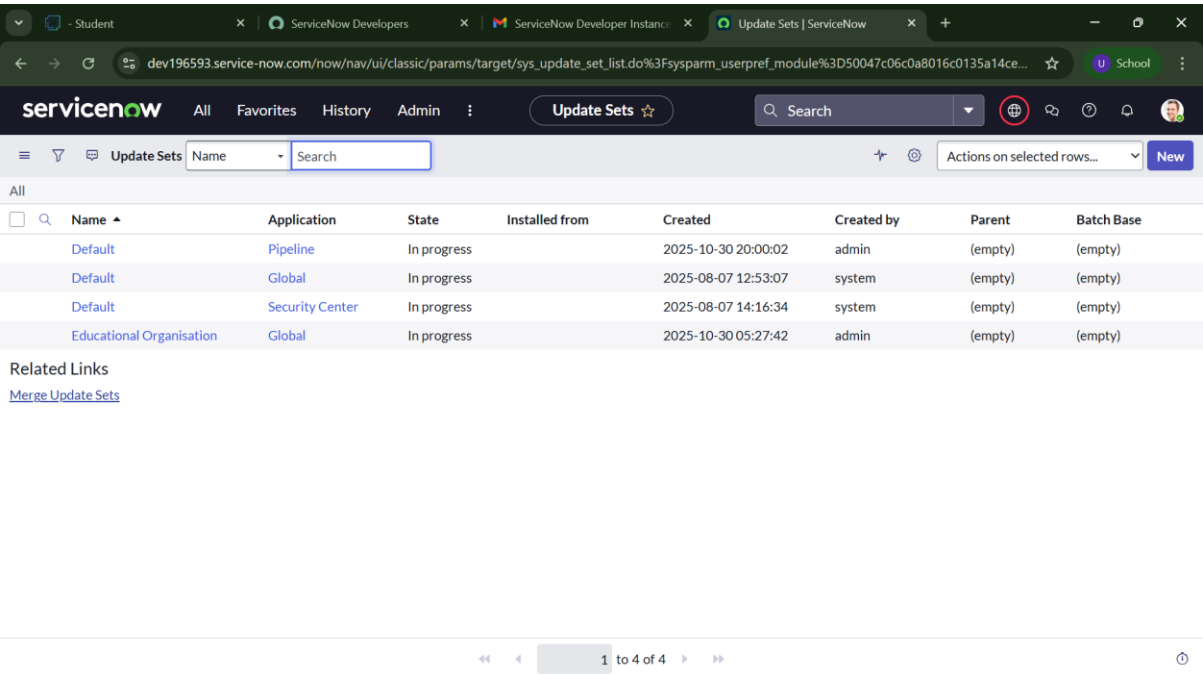 - Student
ServiceNow Developers
ServiceNow Developer Instance
Update Sets | ServiceNow
dev196593.service-now.com/now/nav/ui/classic/params/target/sys_update_set_list.do%3Fsysparm_userpref_module%3D50047c06c0a8016c0135a14ce...
U School
servicenow All Favorites History Admin Update Sets Search
Update Sets Name Search Actions on selected rows... New
All
Name Application State Installed from Created Created by Parent Batch Base
Default Pipeline In progress 2025-10-30 20:00:02 admin (empty) (empty)
Default Global In progress 2025-08-07 12:53:07 system (empty) (empty)
Default Security Center In progress 2025-08-07 14:16:34 system (empty) (empty)
Educational Organisation Global In progress 2025-10-30 05:27:42 admin (empty) (empty)
Related Links
Merge Update Sets
1 to 4 of 4